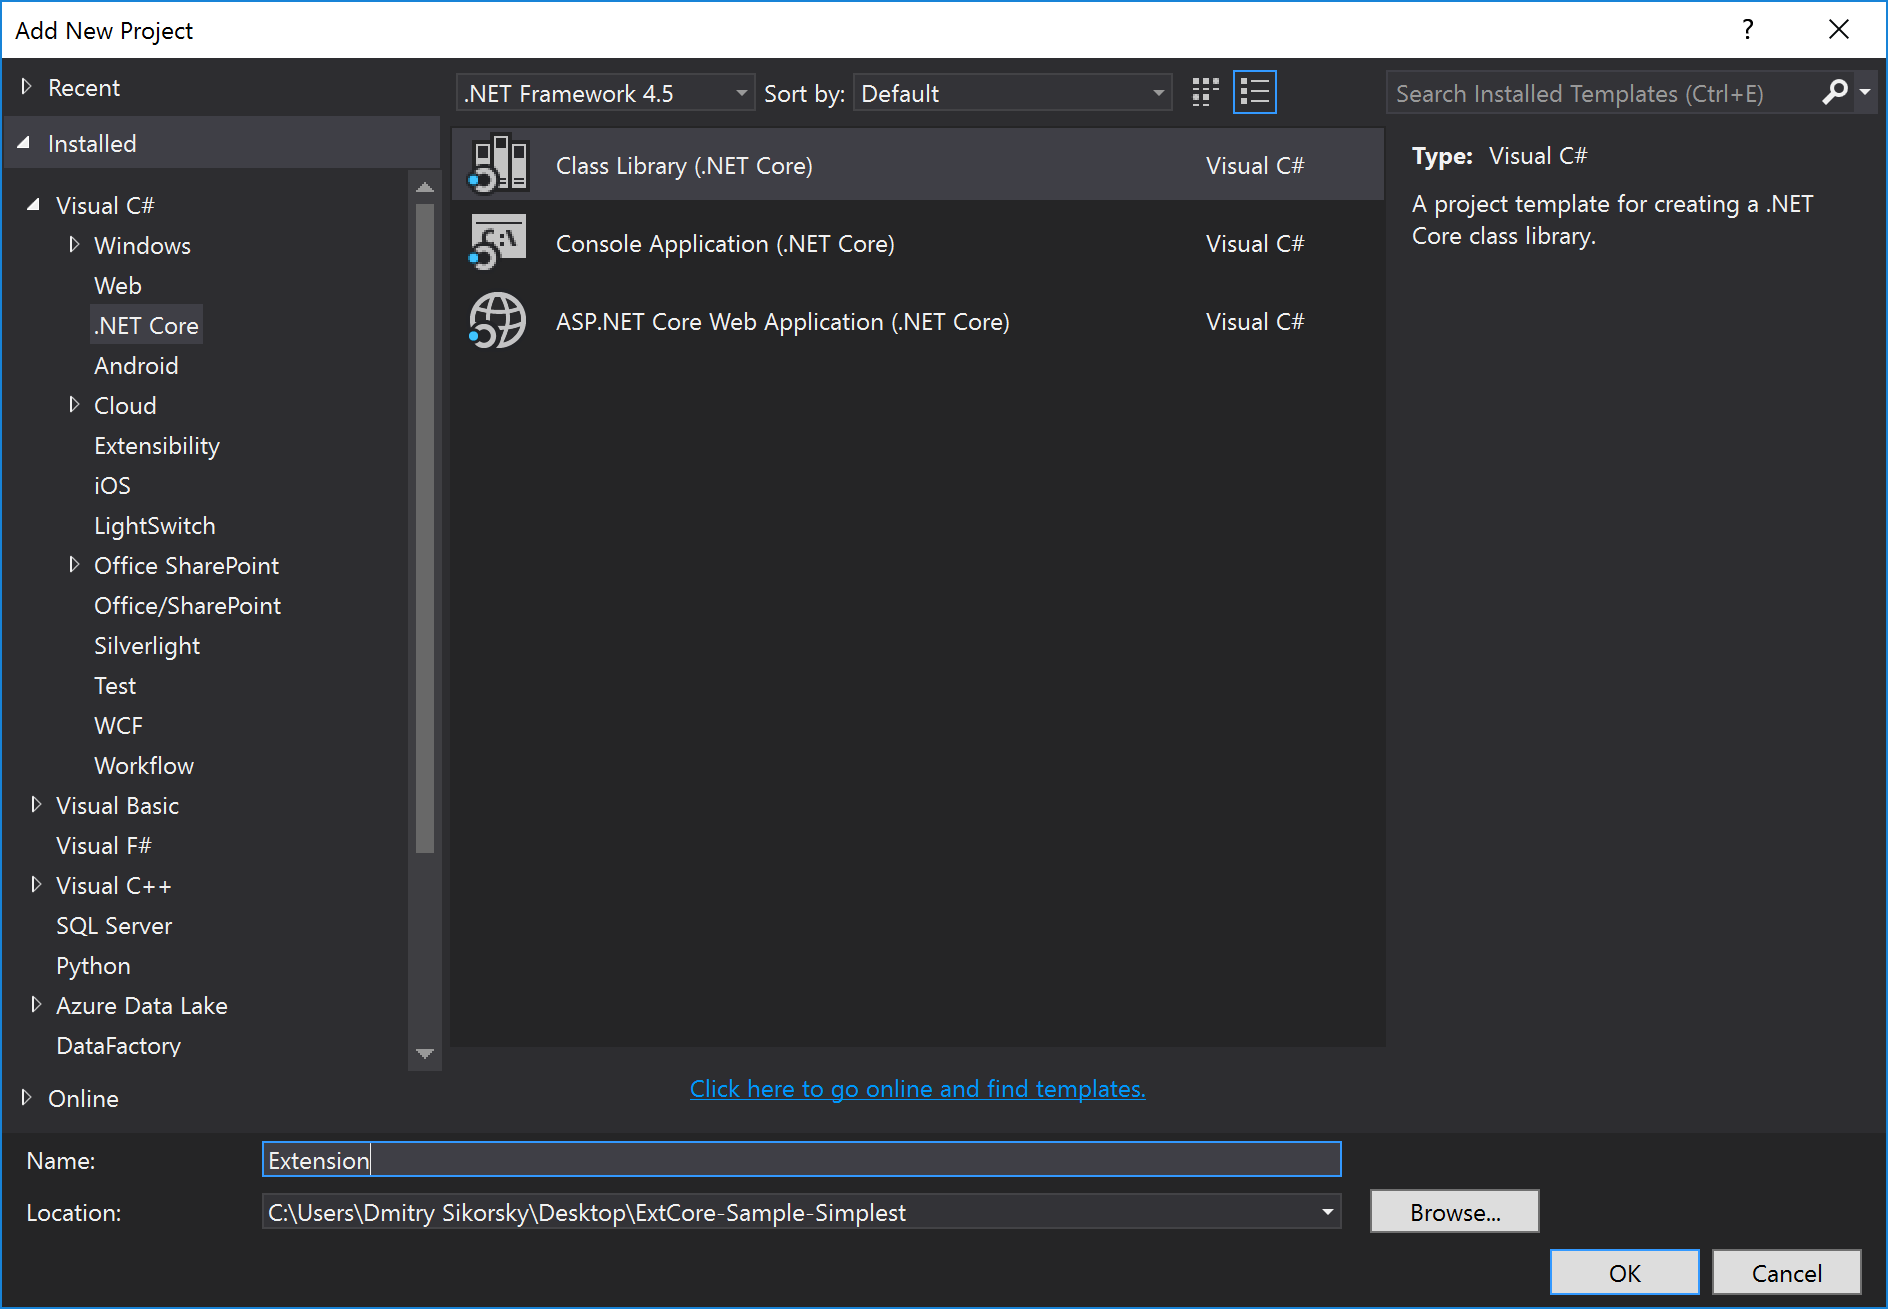 Add New Project
?
Recent
.NET Framework 4.5
Sort by:
Default
Search Installed Templates (Ctrl+E)
Installed
Visual C#
Windows
Web
.NET Core
Android
Cloud
Extensibility
iOS
LightSwitch
Office SharePoint
Office/SharePoint
Silverlight
Test
WCF
Workflow
Visual Basic
Visual F#
Visual C++
SQL Server
Python
Azure Data Lake
DataFactory
Online
Class Library (.NET Core) Visual C#
Console Application (.NET Core) Visual C#
ASP.NET Core Web Application (.NET Core) Visual C#
Click here to go online and find templates.
Type: Visual C#
A project template for creating a .NET
Core class library.
Name: Extension
Location: C:\Users\Dmitry Sikorsky\Desktop\ExtCore-Sample-Simplest
Browse...
OK
Cancel